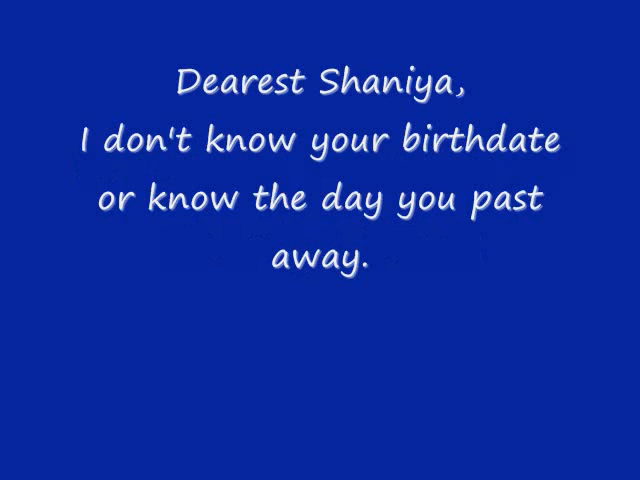 Dearest Shaniya,
I don't know your birthdate
or know the day you past
away.